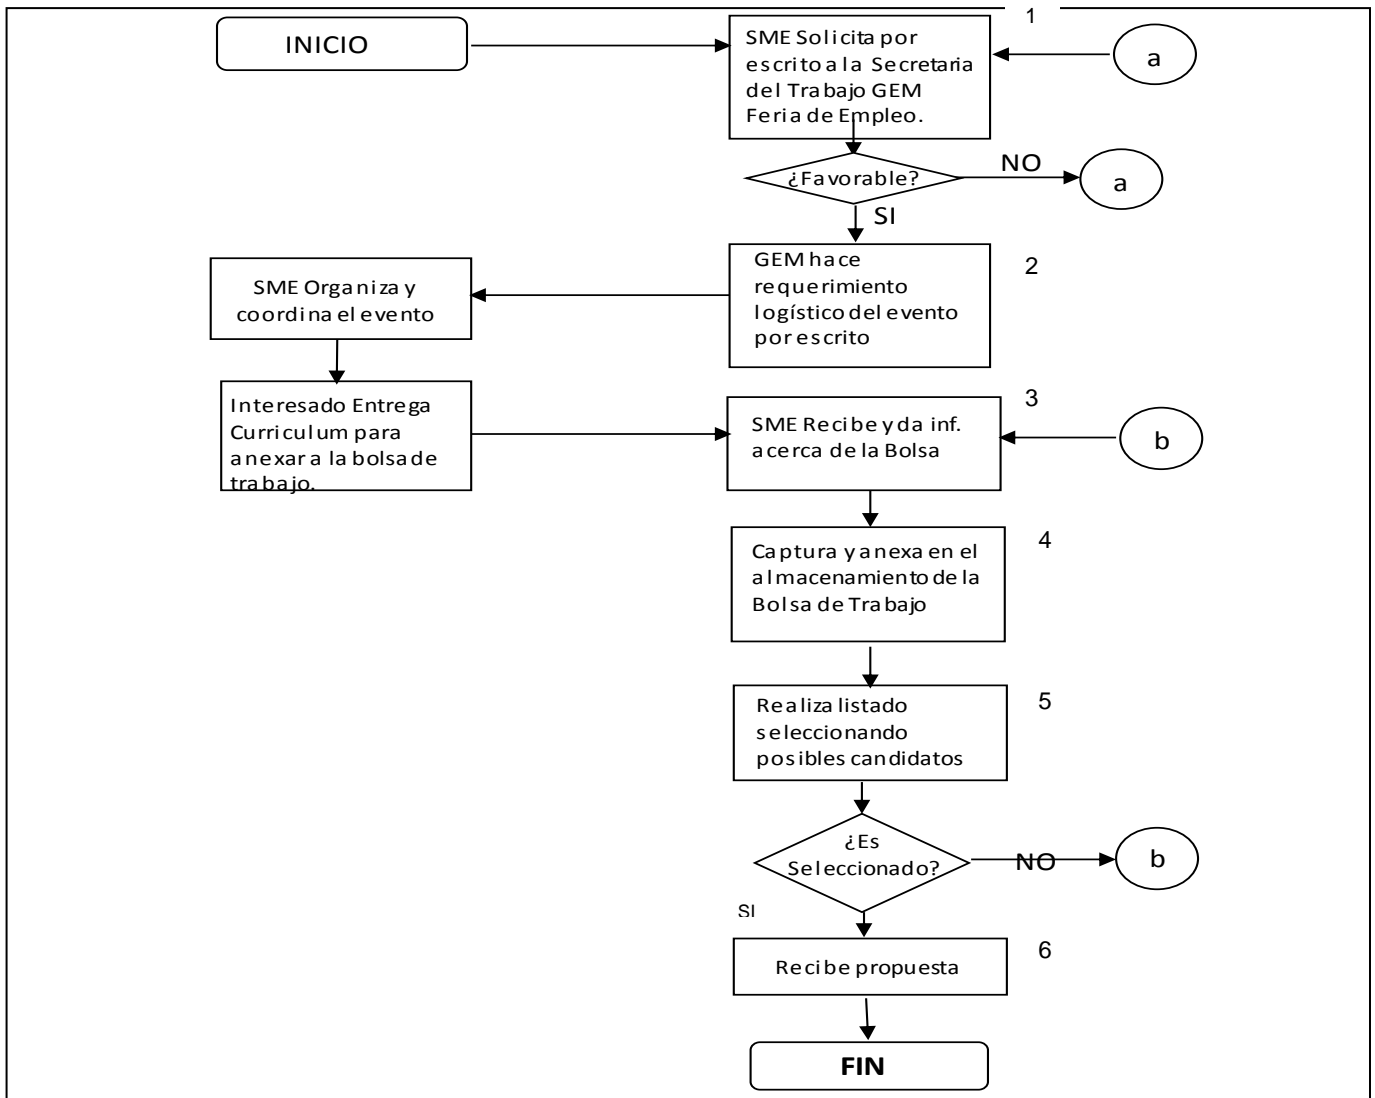 1
INICIO
SME Solicita por
escrito a la Secretaria
del Trabajo GEM
Feria de Empleo.
a
¿Favorable?
NO
a
SI
2
GEM hace
requerimiento
logístico del evento
por escrito
SME Organiza y
coordina el evento
Interesado Entrega
Curriculum para
anexar a la bolsa de
trabajo.
3
SME Recibe y da inf.
acerca de la Bolsa
b
4
Captura y anexa en el
almacenamiento de la
Bolsa de Trabajo
5
Realiza listado
seleccionando
posibles candidatos
¿Es
Seleccionado?
NO
b
SI
6
Recibe propuesta
FIN